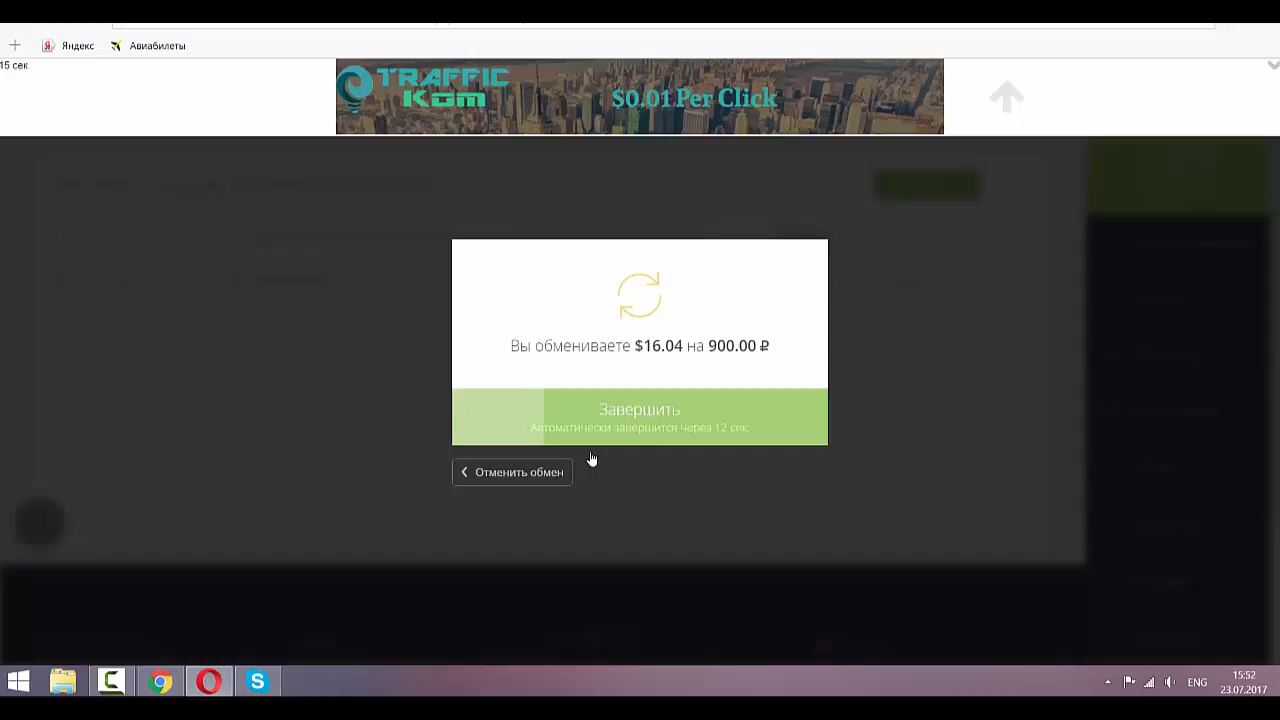 Яндекс
Авиабилеты
15 сек.
TRAFFIC
Kom
$0.01 Per Click
Вы обмениваете $16.04 на 900.00 ₽
Завершить
Автоматически завершится через 12 сек.
Отменить обмен
ENG
15:52
23.07.2017